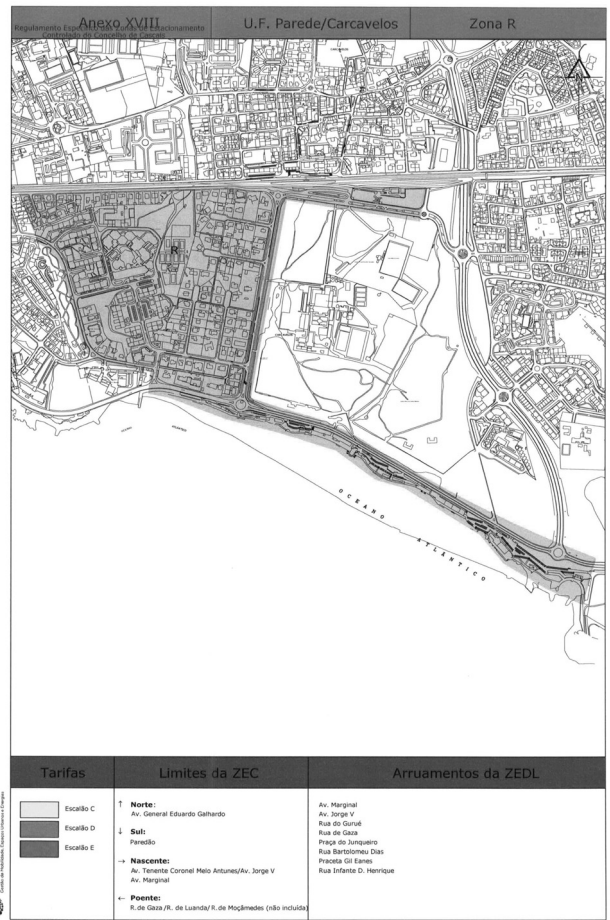 Anexo XVIII
Regulamento Específico das Zonas de Estacionamento
Controlado do Concelho de Cascais
U.F. Parede/Carcavelos
Zona R
N
R
OCEANO ATLÂNTICO
Tarifas
Escalão C
Escalão D
Escalão E
Limites da ZEC
↑ Norte:
Av. General Eduardo Galhardo
↓ Sul:
Paredão
→ Nascente:
Av. Tenente Coronel Melo Antunes/Av. Jorge V
Av. Marginal
← Poente:
R. de Gaza /R. de Luanda/ R. de Moçâmedes (não incluída)
Arruamentos da ZEDL
Av. Marginal
Av. Jorge V
Rua do Gurué
Rua de Gaza
Praça do Junqueiro
Rua Bartolomeu Dias
Praceta Gil Eanes
Rua Infante D. Henrique